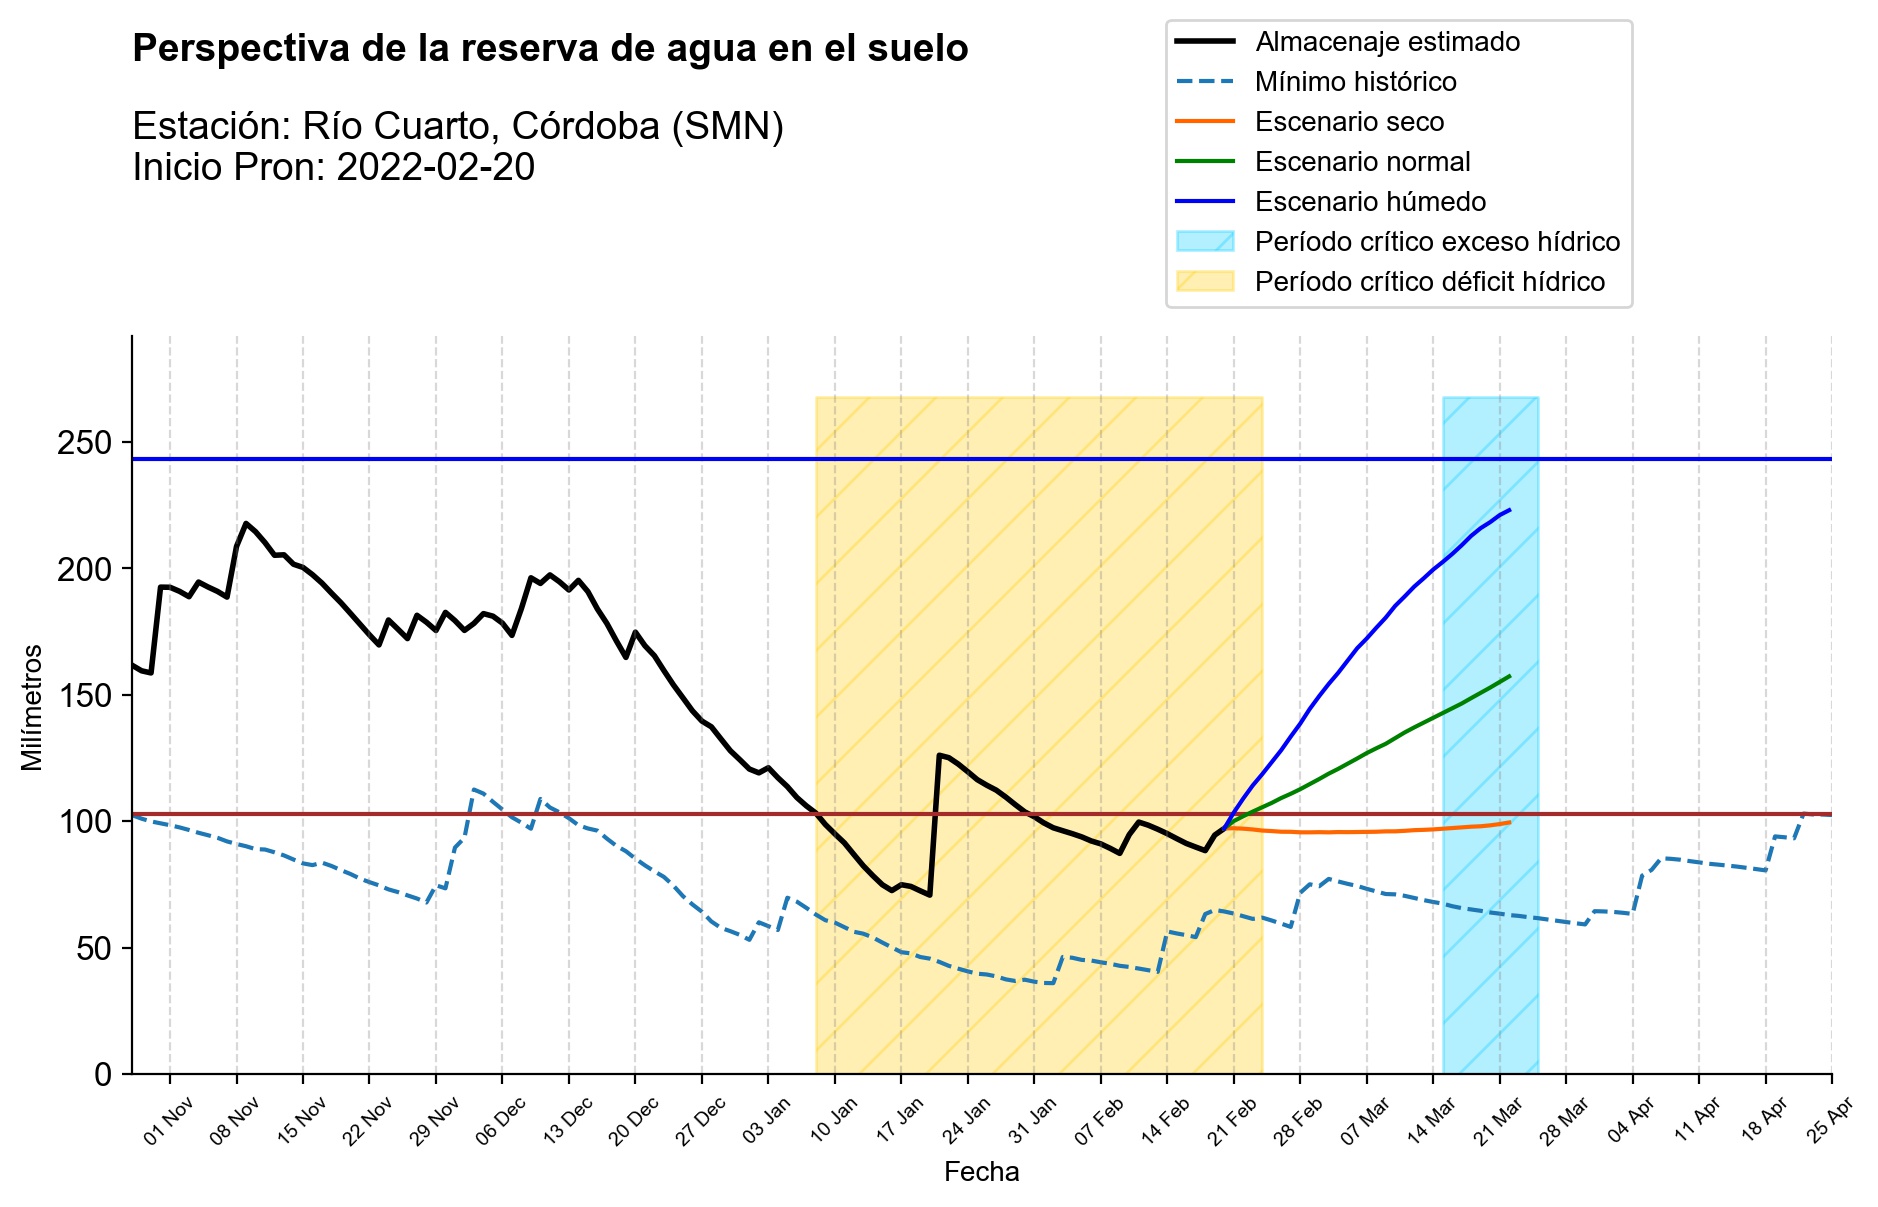 Perspectiva de la reserva de agua en el suelo
Estación: Río Cuarto, Córdoba (SMN)
Inicio Pron: 2022-02-20
Almacenaje estimado
Mínimo histórico
Escenario seco
Escenario normal
Escenario húmedo
Período crítico exceso hídrico
Período crítico déficit hídrico
Milímetros
250
200
150
100
50
0
01 Nov
08 Nov
15 Nov
22 Nov
29 Nov
06 Dec
13 Dec
20 Dec
27 Dec
03 Jan
10 Jan
17 Jan
24 Jan
31 Jan
07 Feb
14 Feb
21 Feb
28 Feb
07 Mar
14 Mar
21 Mar
28 Mar
04 Apr
11 Apr
18 Apr
25 Apr
Fecha